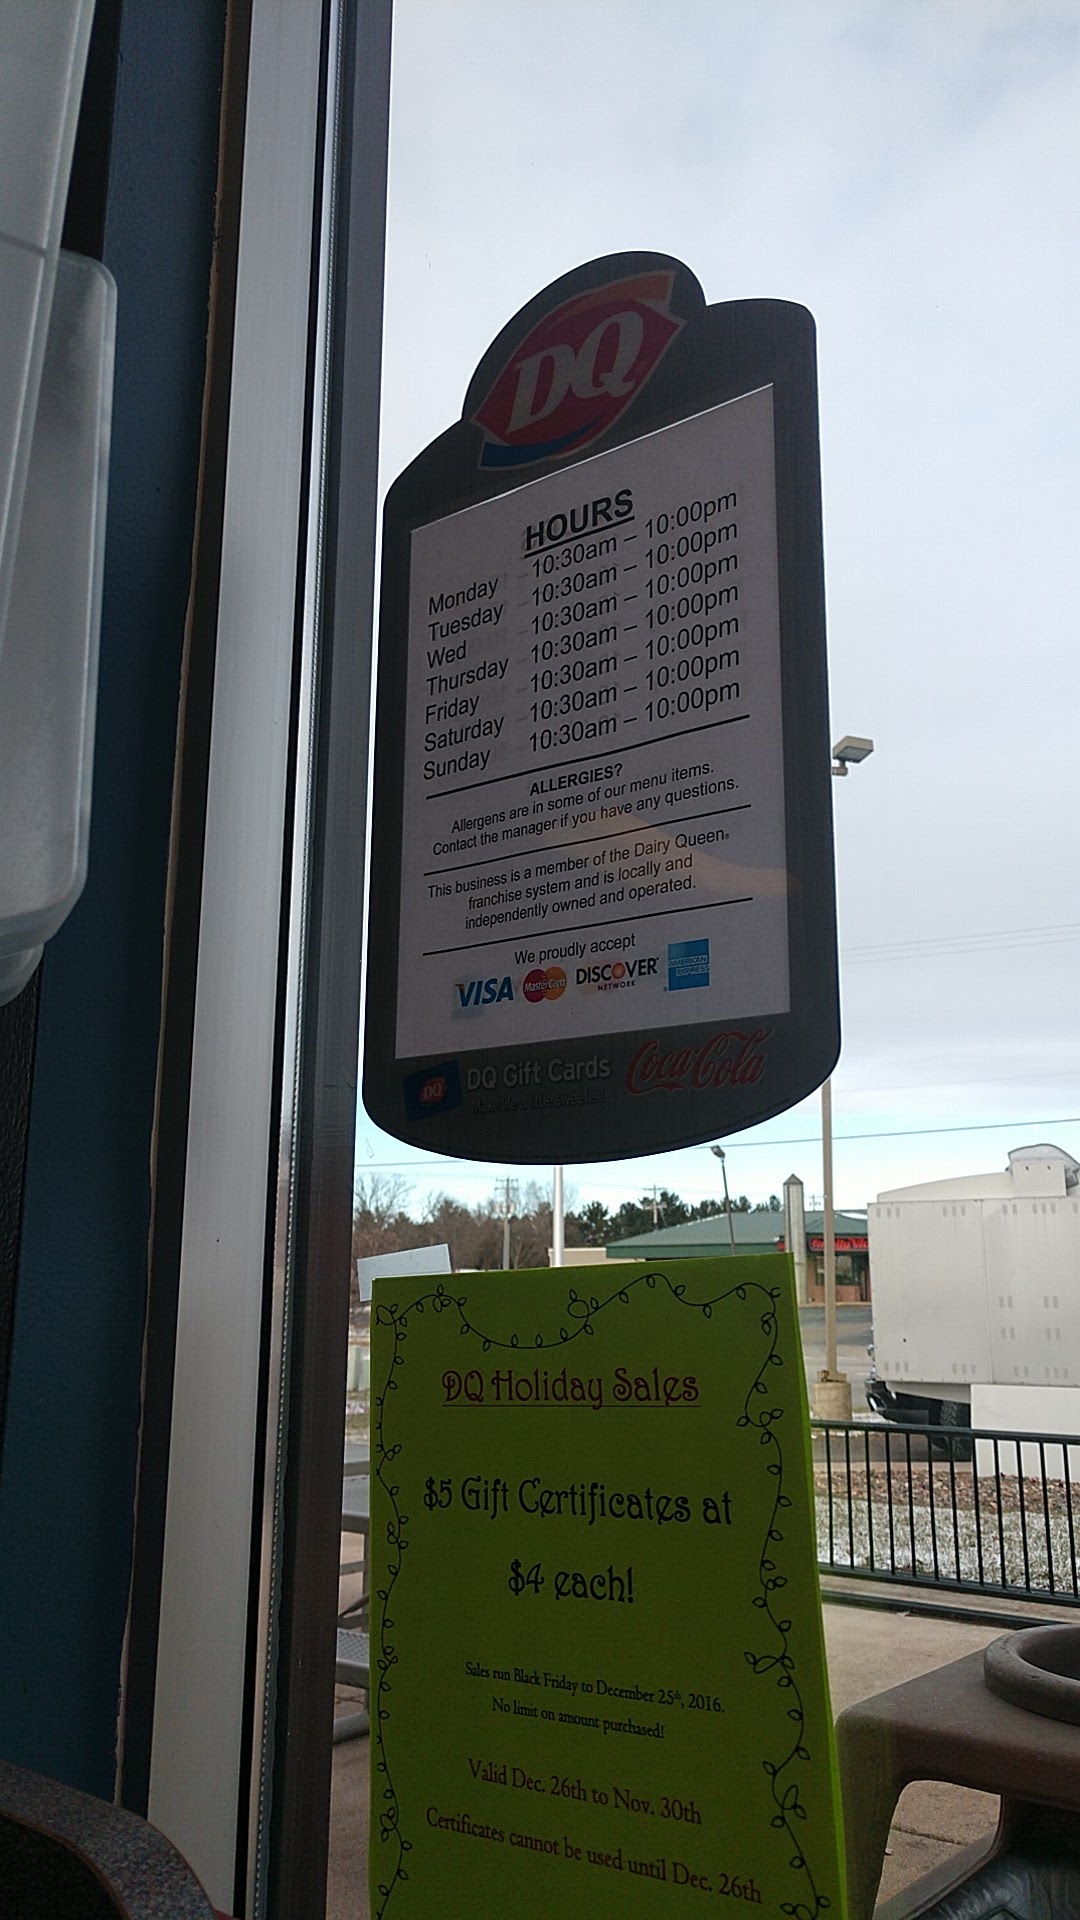 DQ
HOURS
Monday 10:30am – 10:00pm
Tuesday 10:30am – 10:00pm
Wed 10:30am – 10:00pm
Thursday 10:30am – 10:00pm
Friday 10:30am – 10:00pm
Saturday 10:30am – 10:00pm
Sunday 10:30am – 10:00pm
ALLERGIES?
Allergens are in some of our menu items.
Contact the manager if you have any questions.
This business is a member of the Dairy Queen®
franchise system and is locally and
independently owned and operated.
We proudly accept
VISA MasterCard DISCOVER NETWORK AMERICAN EXPRESS
DQ DQ Gift Cards Coca-Cola
Make life a little sweeter!
DQ Holiday Sales
$5 Gift Certificates at
$4 each!
Sales run Black Friday to December 25th, 2016.
No limit on amount purchased!
Valid Dec. 26th to Nov. 30th
Certificates cannot be used until Dec. 26th